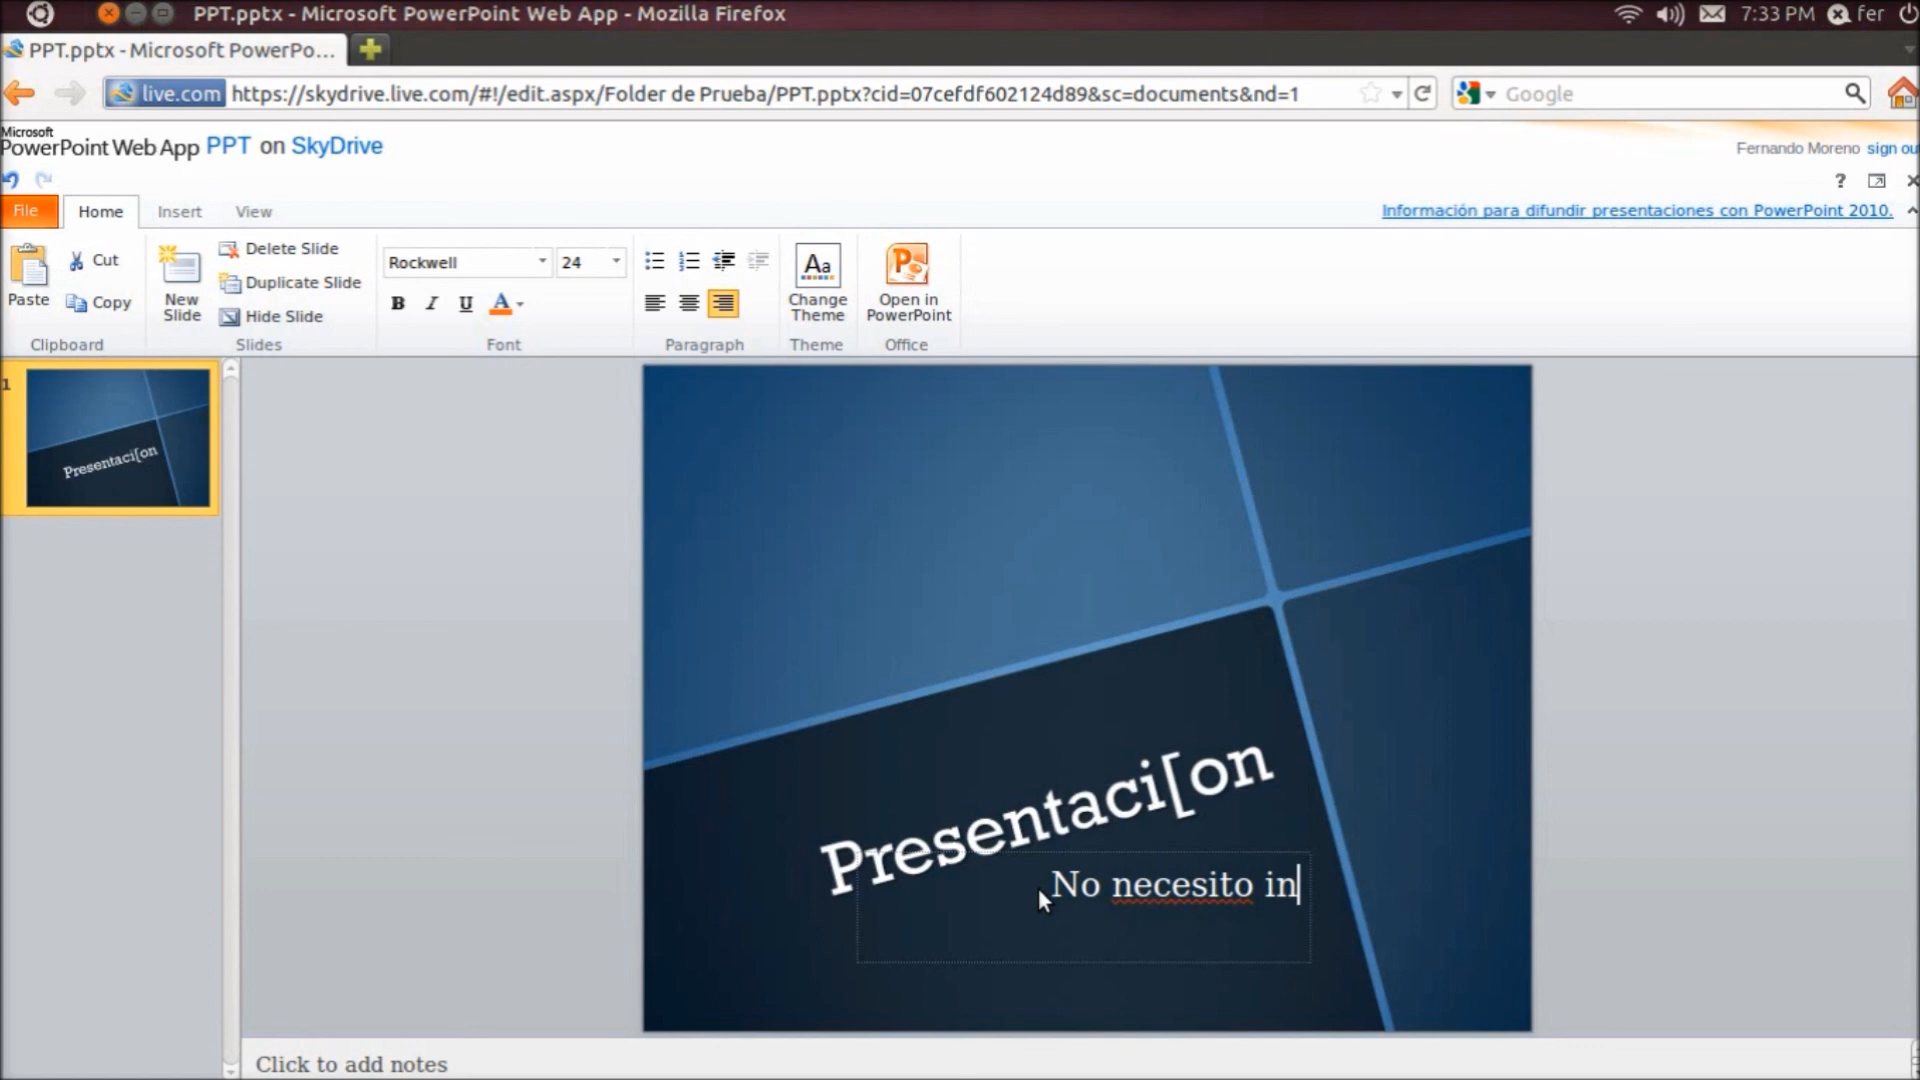 PPT.pptx - Microsoft PowerPoint Web App - Mozilla Firefox
7:33 PM
fer
PPT.pptx - Microsoft PowerPo...
live.com
https://skydrive.live.com/#!/edit.aspx/Folder de Prueba/PPT.pptx?cid=07cefdf602124d89&sc=documents&nd=1
Google
Microsoft
PowerPoint Web App PPT on SkyDrive
Fernando Moreno sign ou
?
File
Home
Insert
View
Información para difundir presentaciones con PowerPoint 2010.
Paste
Cut
Copy
Clipboard
New
Slide
Delete Slide
Duplicate Slide
Hide Slide
Slides
Rockwell
24
B I U A
Font
Paragraph
Aa
Change
Theme
Theme
Open in
PowerPoint
Office
1
Presentaci[on
Presentaci[on
No necesito in
Click to add notes